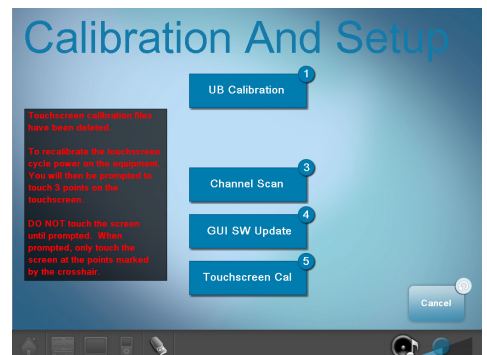 Calibration And Setup
1
UB Calibration
Touchscreen calibration files
have been deleted.
To recalibrate the touchscreen
cycle power on the equipment.
You will then be prompted to
touch 3 points on the
touchscreen.
DO NOT touch the screen
until prompted. When
prompted, only touch the
screen at the points marked
by the crosshair.
3
Channel Scan
4
GUI SW Update
5
Touchscreen Cal
Cancel